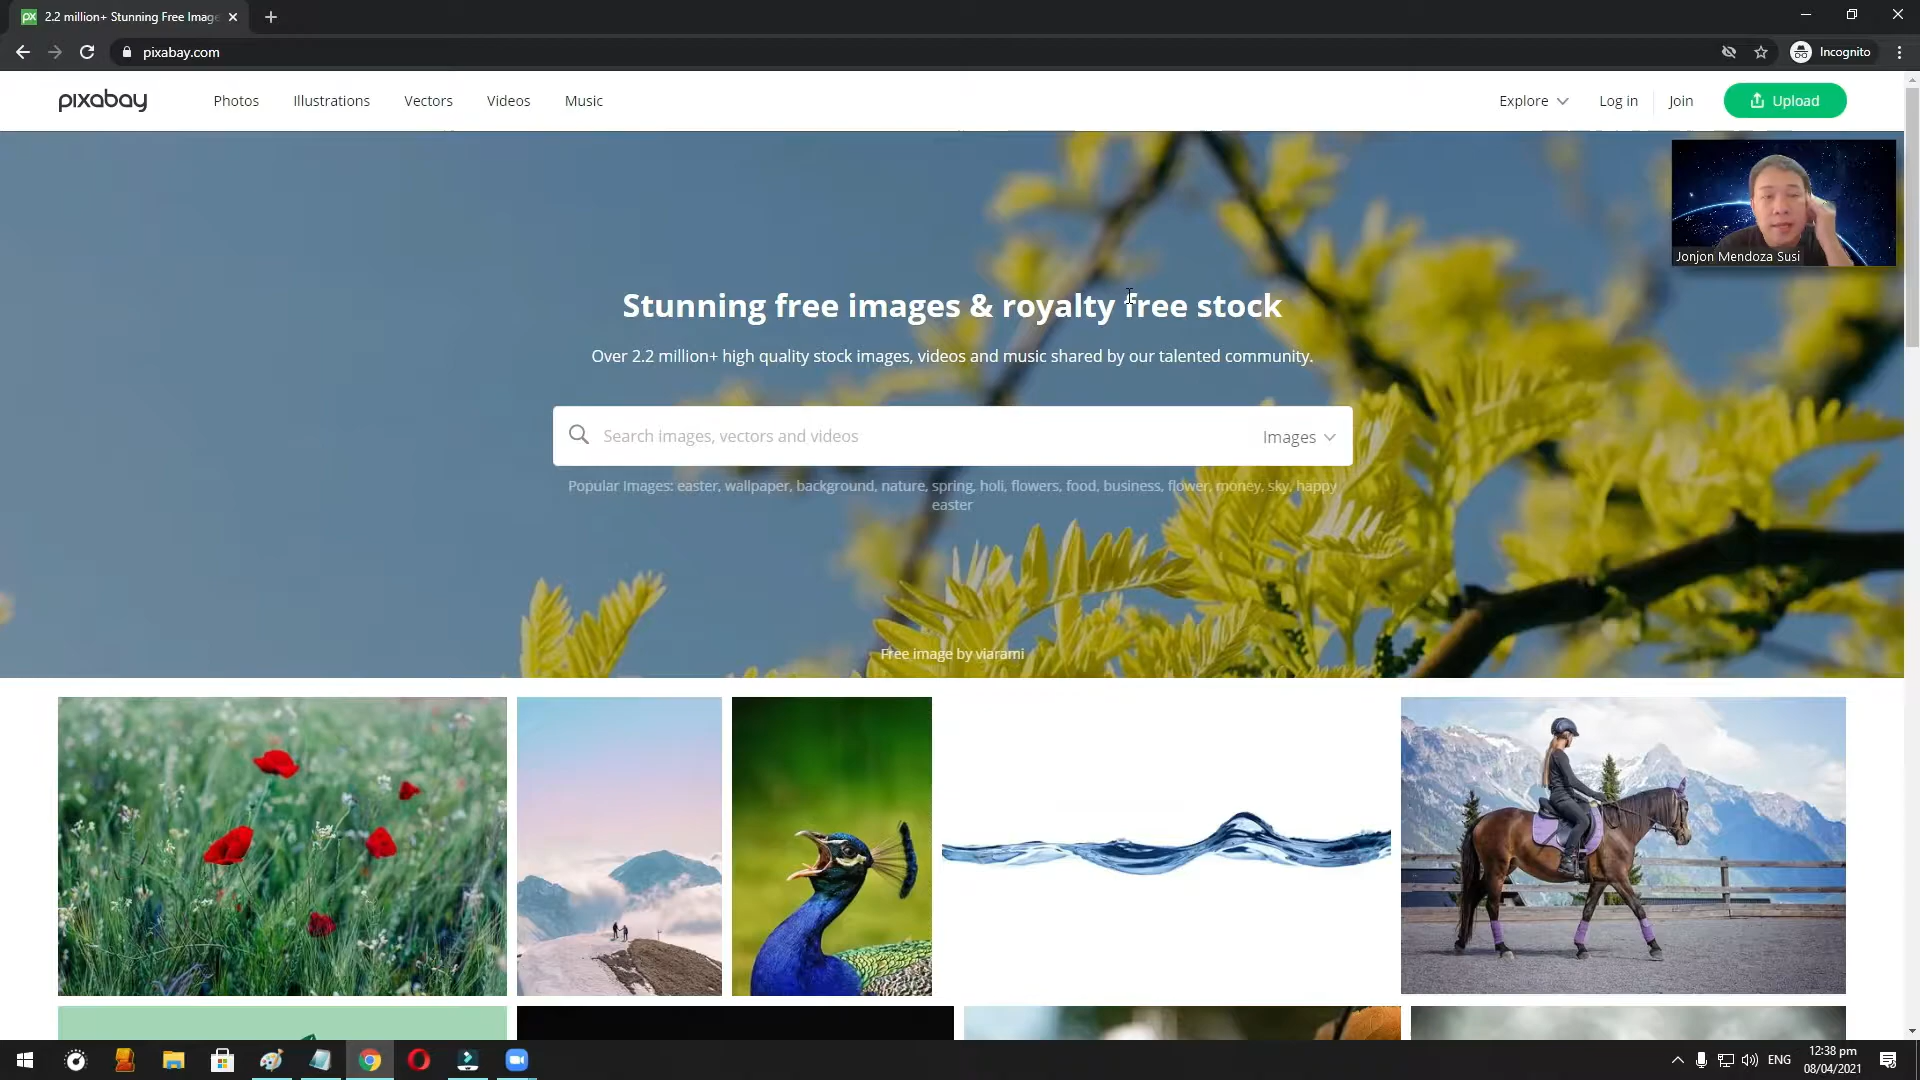 px
2.2 million+ Stunning Free Image
pixabay.com
Incognito
pixabay
Photos
Illustrations
Vectors
Videos
Music
Explore
Log in
Join
Upload
Jonjon Mendoza Susi
Stunning free images & royalty free stock
Over 2.2 million+ high quality stock images, videos and music shared by our talented community.
Search images, vectors and videos
Images
Popular Images: easter, wallpaper, background, nature, spring, holi, flowers, food, business, flower, money, sky, happy
easter
Free image by viarami
ENG
12:38 pm
08/04/2021